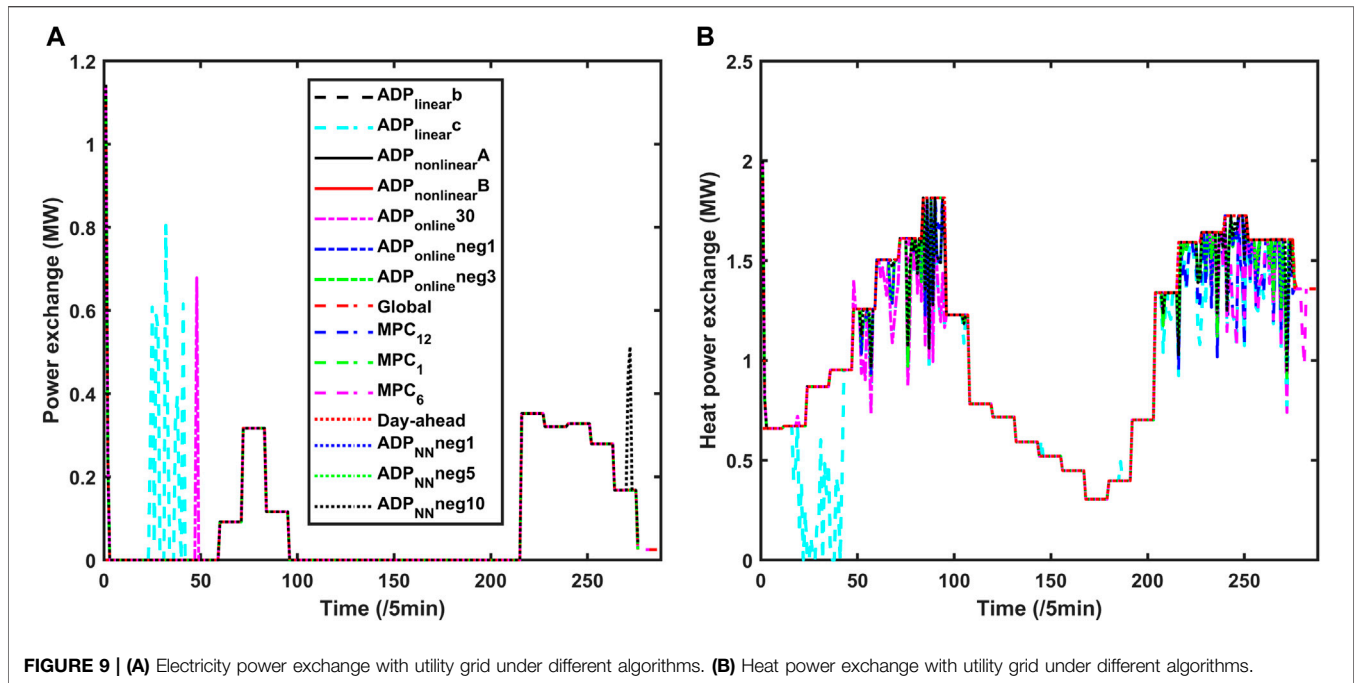 A
B
1.2
1
0.8
0.6
0.4
0.2
0
Power exchange (MW)
0 50 100 150 200 250
Time (/5min)
ADPlinearb
ADPlinearc
ADPnonlinearA
ADPnonlinearB
ADPonline30
ADPonlineneg1
ADPonlineneg3
Global
MPC12
MPC1
MPC6
Day-ahead
ADPNNneg1
ADPNNneg5
ADPNNneg10
2.5
2
1.5
1
0.5
0
Heat power exchange (MW)
0 50 100 150 200 250
Time (/5min)
FIGURE 9 | (A) Electricity power exchange with utility grid under different algorithms. (B) Heat power exchange with utility grid under different algorithms.